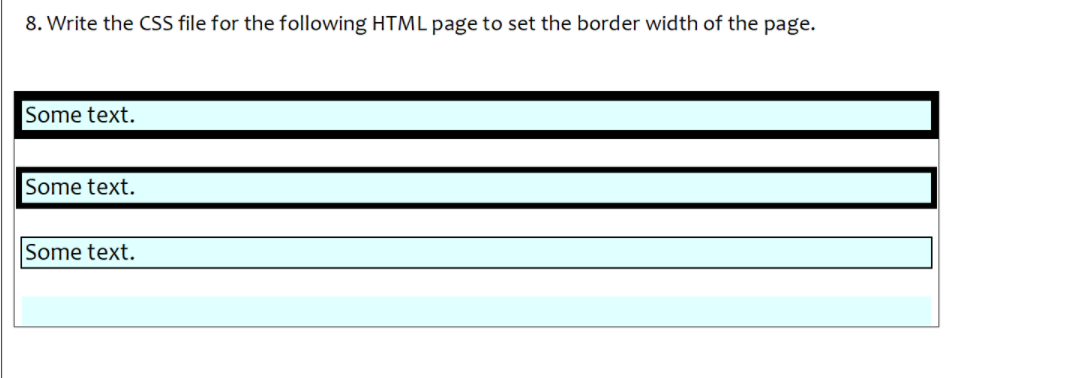 8. Write the CSS file for the following HTML page to set the border width of the page.
Some text.
Some text.
Some text.